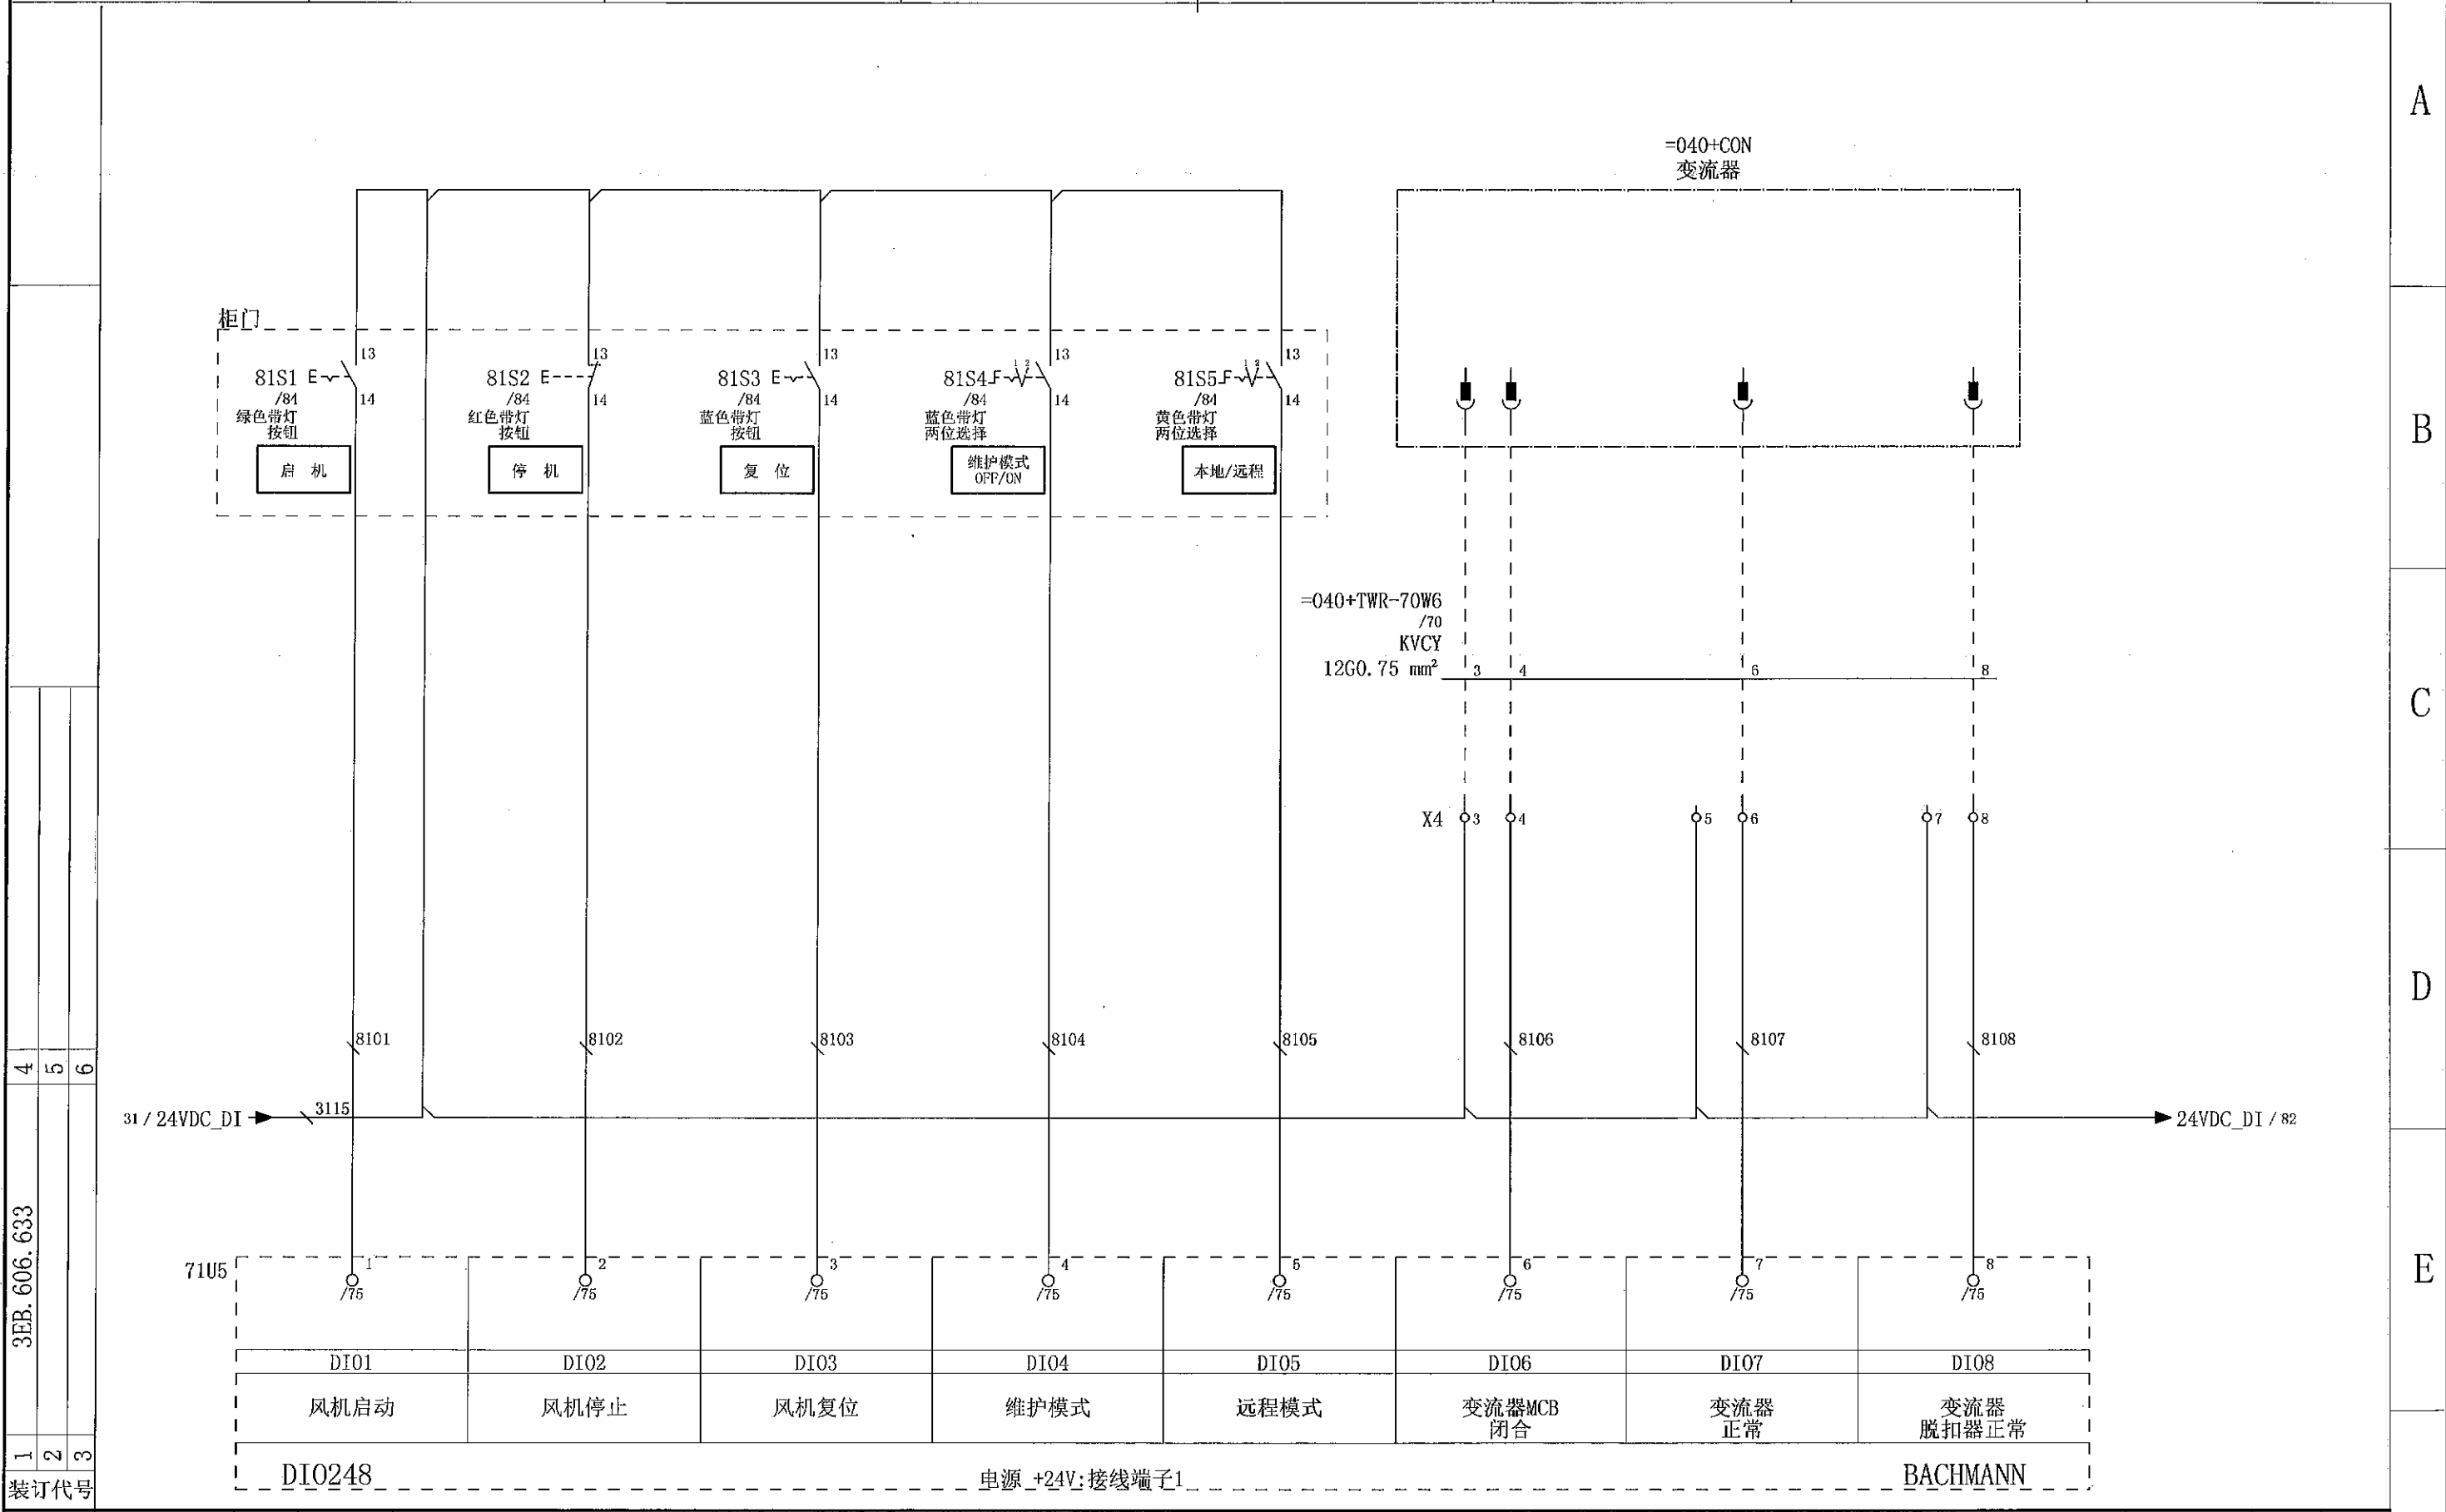 A
=040+CON
变流器
柜门
13
13
13
13
13
81S1
81S2
81S3
81S4
1 2
81S5
1 2
/84
14
/84
14
/84
14
/84
14
/84
14
绿色带灯
按钮
红色带灯
按钮
蓝色带灯
按钮
蓝色带灯
两位选择
黄色带灯
两位选择
B
启 机
停 机
复 位
维护模式
OFF/ON
本地/远程
=040+TWR-70W6
/70
KVCY
12G0.75 mm²
3
4
6
8
C
X4
3
4
5
6
7
8
D
8101
8102
8103
8104
8105
8106
8107
8108
4
5
6
31 / 24VDC_DI
3115
24VDC_DI / 82
3EB.606.633
71U5
1
2
3
4
5
6
7
8
/75
/75
/75
/75
/75
/75
/75
/75
E
DI01
DI02
DI03
DI04
DI05
DI06
DI07
DI08
风机启动
风机停止
风机复位
维护模式
远程模式
变流器MCB
闭合
变流器
正常
变流器
脱扣器正常
1
2
3
DIO248
电源 +24V:接线端子1
BACHMANN
装订代号